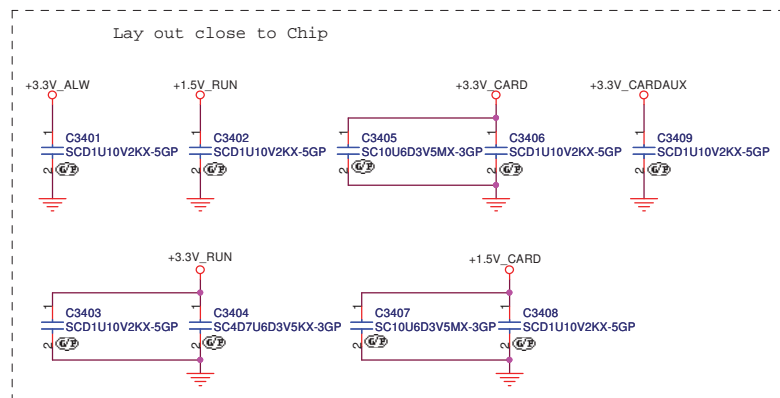 Lay out close to Chip
+3.3V_ALW
+1.5V_RUN
+3.3V_CARD
+3.3V_CARDAUX
1
C3401
SCD1U10V2KX-5GP
2
G/P
1
C3402
SCD1U10V2KX-5GP
2
G/P
1
C3405
SC10U6D3V5MX-3GP
2
G/P
1
C3406
SCD1U10V2KX-5GP
2
G/P
1
C3409
SCD1U10V2KX-5GP
2
G/P
+3.3V_RUN
+1.5V_CARD
1
C3403
SCD1U10V2KX-5GP
2
G/P
1
C3404
SC4D7U6D3V5KX-3GP
2
G/P
1
C3407
SC10U6D3V5MX-3GP
2
G/P
1
C3408
SCD1U10V2KX-5GP
2
G/P